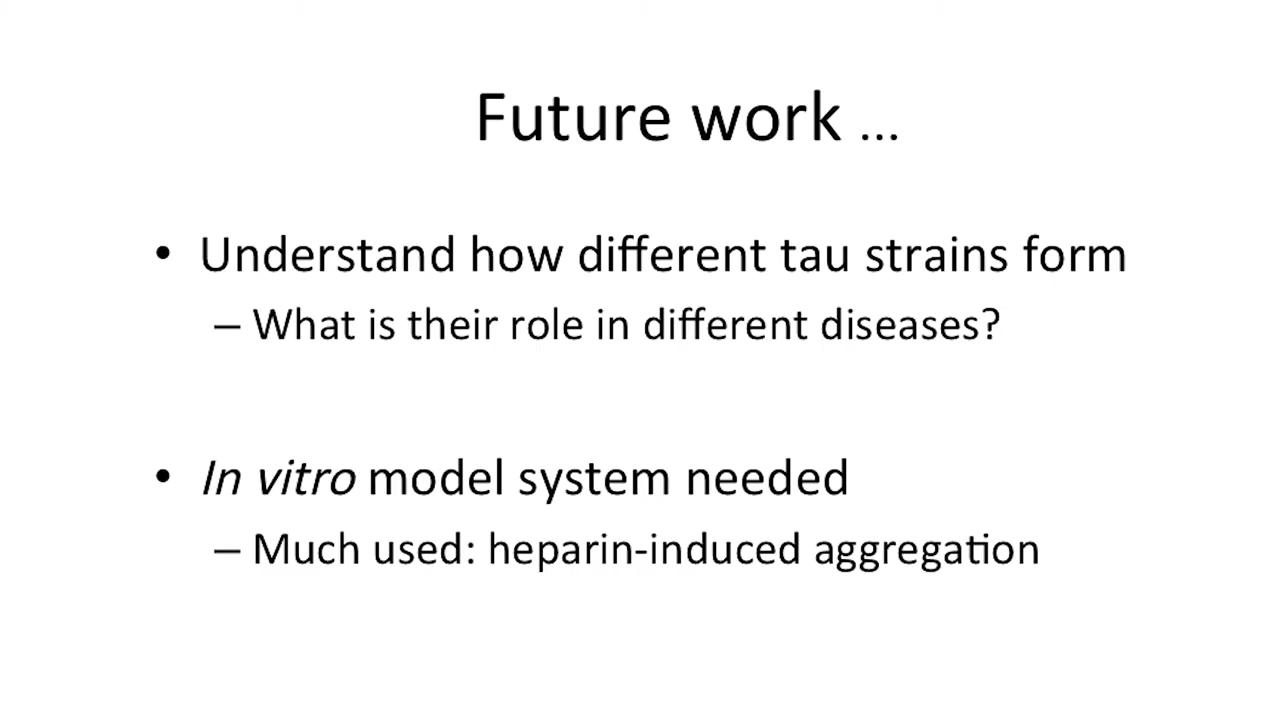 Future work ...
• Understand how different tau strains form
– What is their role in different diseases?
• In vitro model system needed
– Much used: heparin-induced aggregation